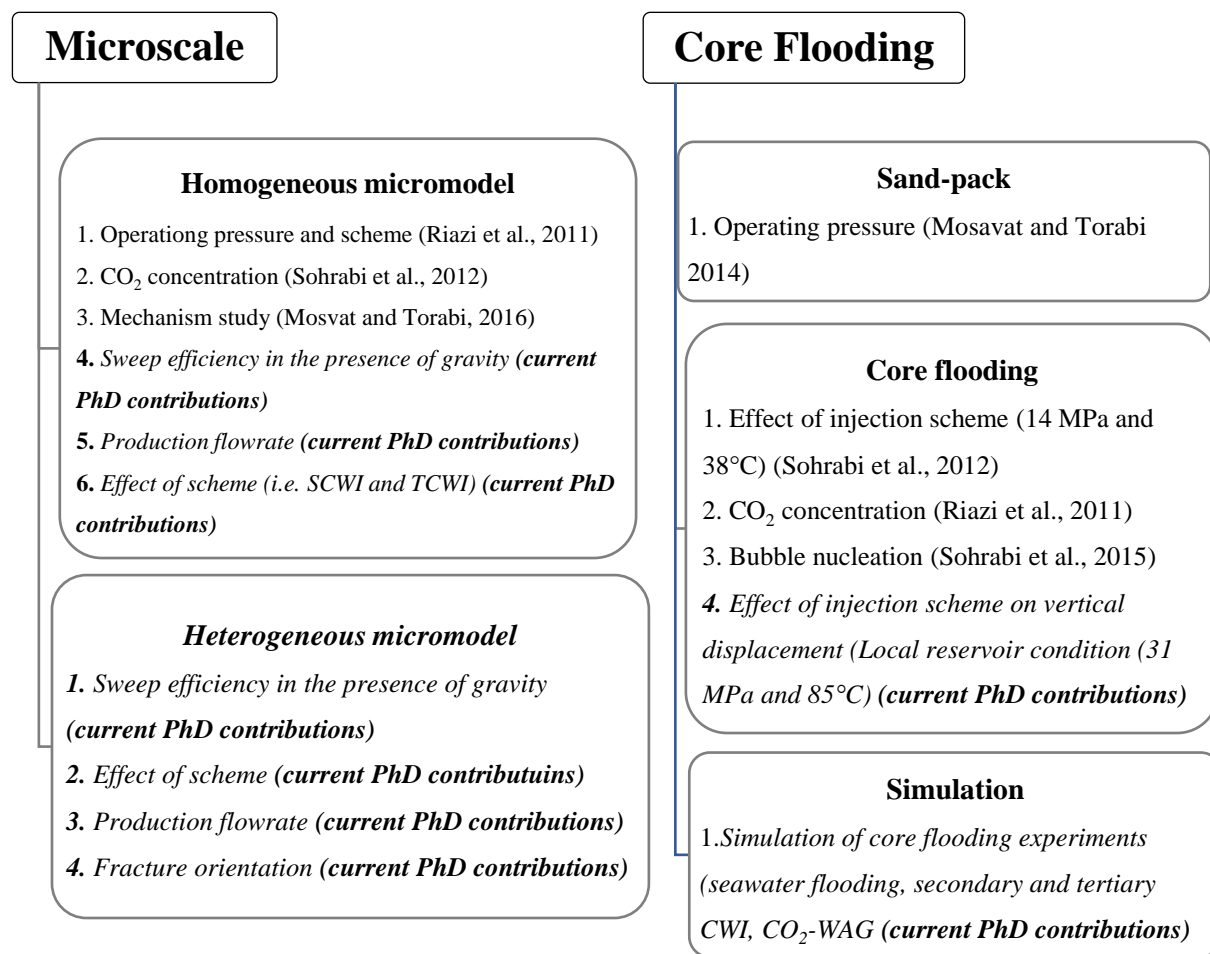 Microscale
Homogeneous micromodel
1. Operationg pressure and scheme (Riazi et al., 2011)
2. CO₂ concentration (Sohrabi et al., 2012)
3. Mechanism study (Mosvat and Torabi, 2016)
4. Sweep efficiency in the presence of gravity (current
PhD contributions)
5. Production flowrate (current PhD contributions)
6. Effect of scheme (i.e. SCWI and TCWI) (current PhD
contributions)
Heterogeneous micromodel
1. Sweep efficiency in the presence of gravity
(current PhD contributions)
2. Effect of scheme (current PhD contributuins)
3. Production flowrate (current PhD contributions)
4. Fracture orientation (current PhD contributions)
Core Flooding
Sand-pack
1. Operating pressure (Mosavat and Torabi
2014)
Core flooding
1. Effect of injection scheme (14 MPa and
38°C) (Sohrabi et al., 2012)
2. CO₂ concentration (Riazi et al., 2011)
3. Bubble nucleation (Sohrabi et al., 2015)
4. Effect of injection scheme on vertical
displacement (Local reservoir condition (31
MPa and 85°C) (current PhD contributions)
Simulation
1.Simulation of core flooding experiments
(seawater flooding, secondary and tertiary
CWI, CO₂-WAG (current PhD contributions)